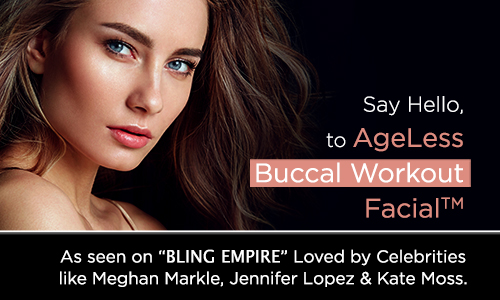 Say Hello,
to AgeLess
Buccal Workout
Facial™
As seen on “BLING EMPIRE” Loved by Celebrities
like Meghan Markle, Jennifer Lopez & Kate Moss.